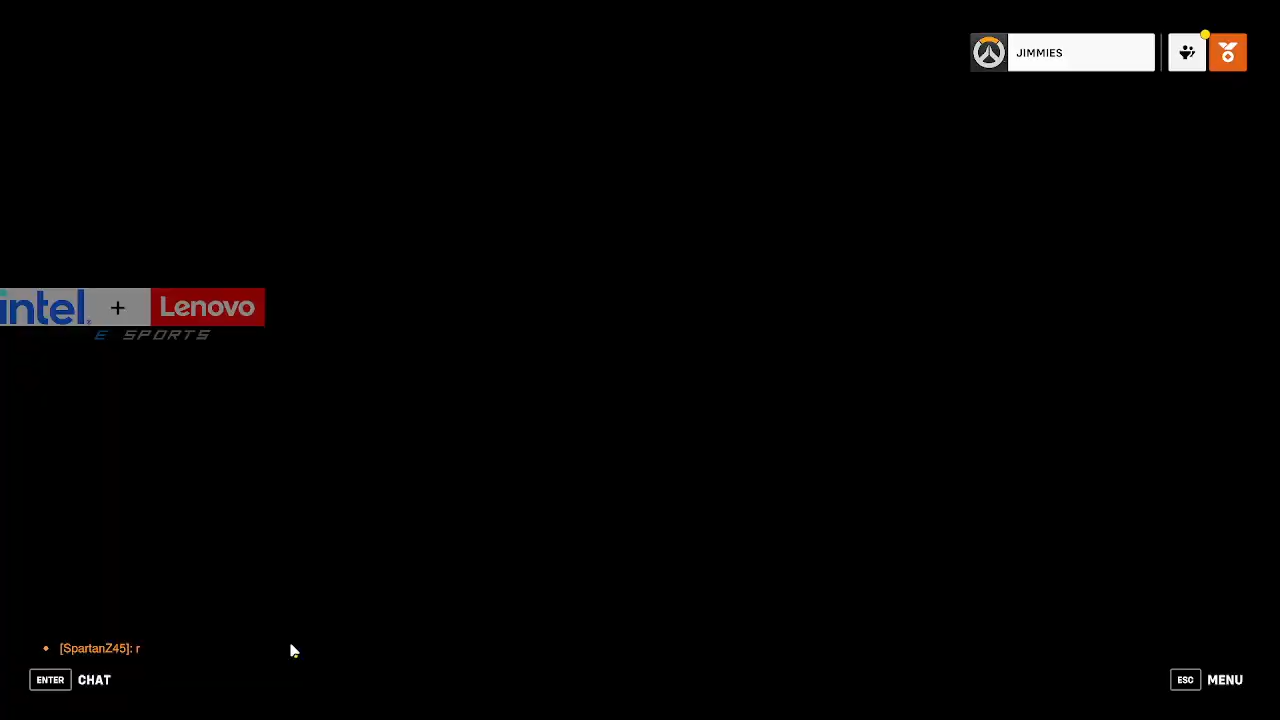 JIMMIES
intel + Lenovo
E SPORTS
[SpartanZ45]: r
ENTER CHAT
ESC MENU